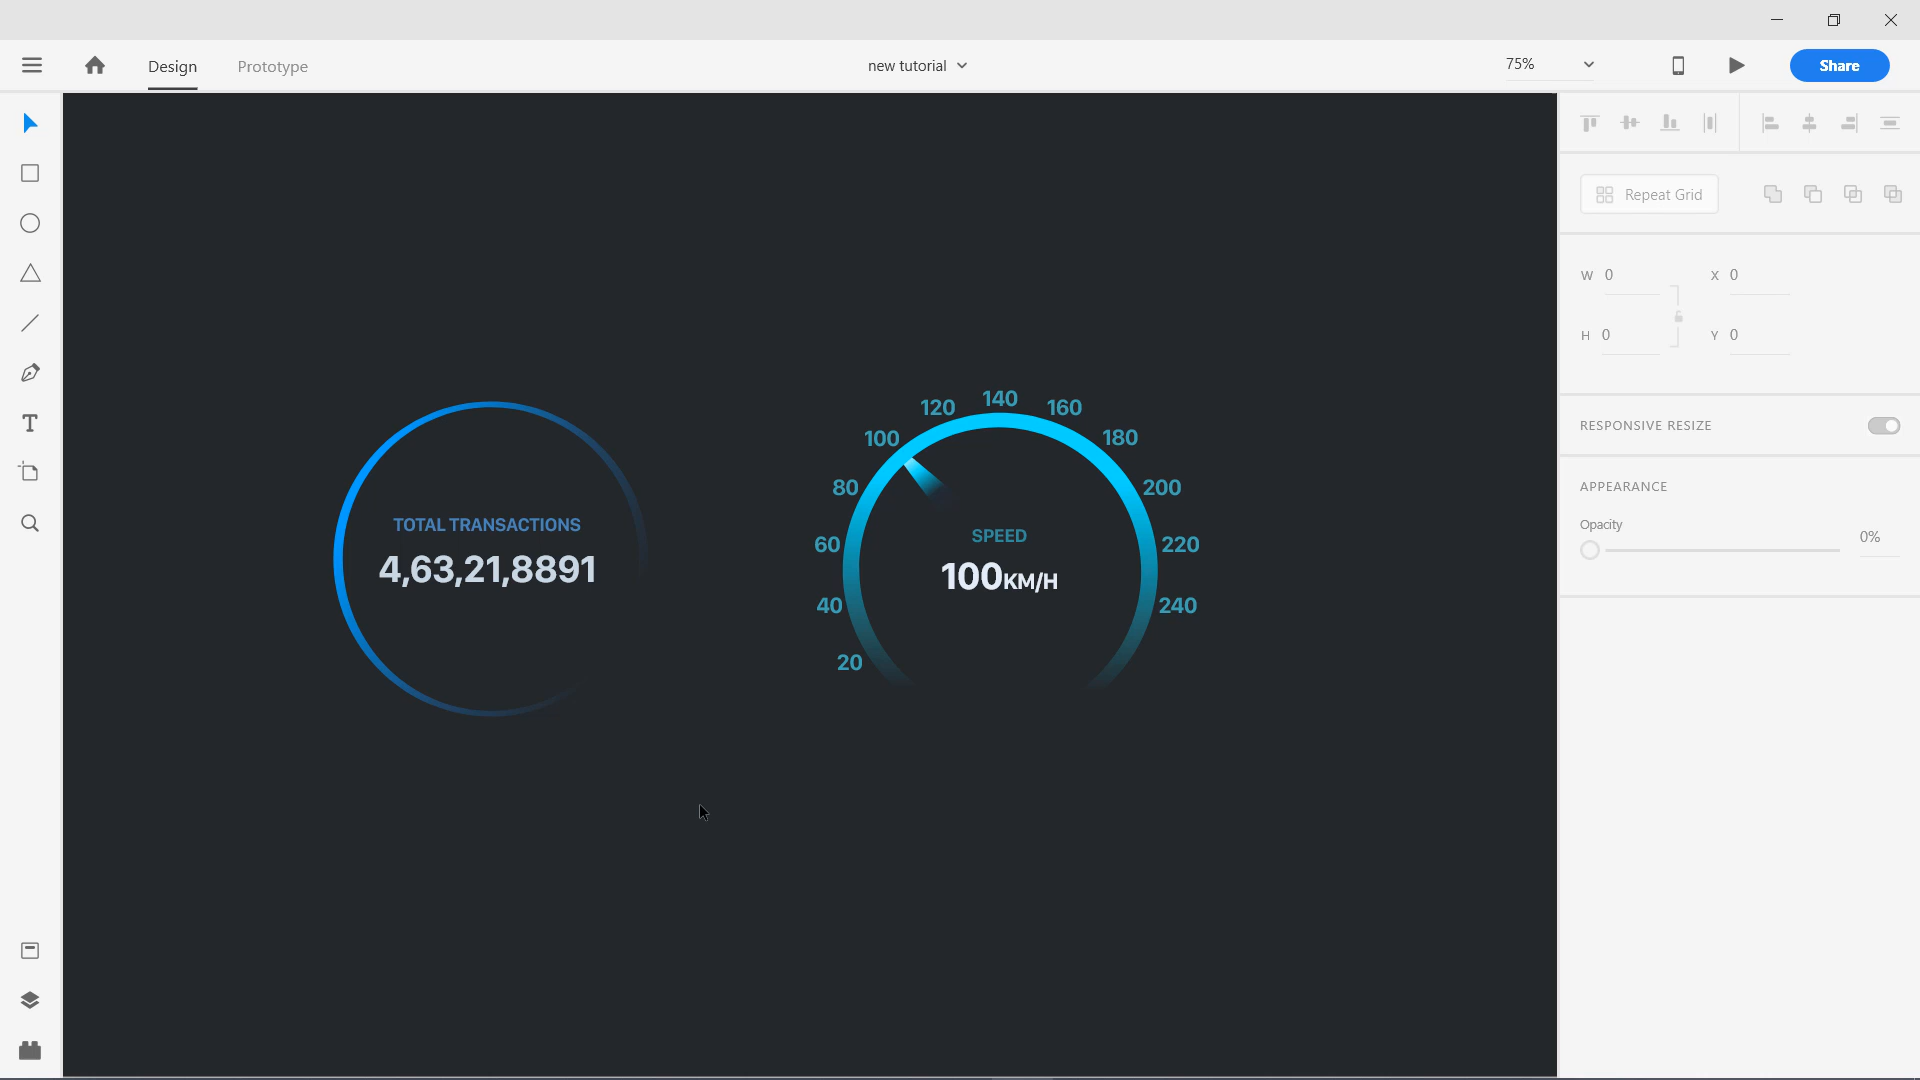 Design
Prototype
new tutorial
75%
Share
Repeat Grid
W 0
X 0
H 0
Y 0
RESPONSIVE RESIZE
APPEARANCE
Opacity
0%
TOTAL TRANSACTIONS
4,63,21,8891
20
40
60
80
100
120
140
160
180
200
220
240
SPEED
100KM/H